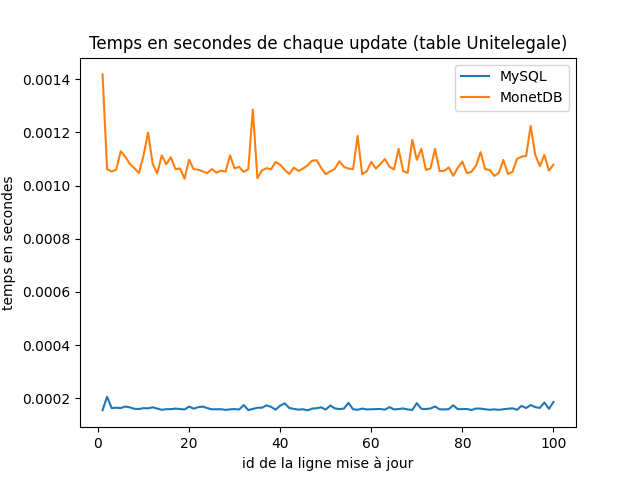 Temps en secondes de chaque update (table Unitelegale)
MySQL
MonetDB
0.0014
0.0012
0.0010
0.0008
0.0006
0.0004
0.0002
temps en secondes
0
20
40
60
80
100
id de la ligne mise à jour